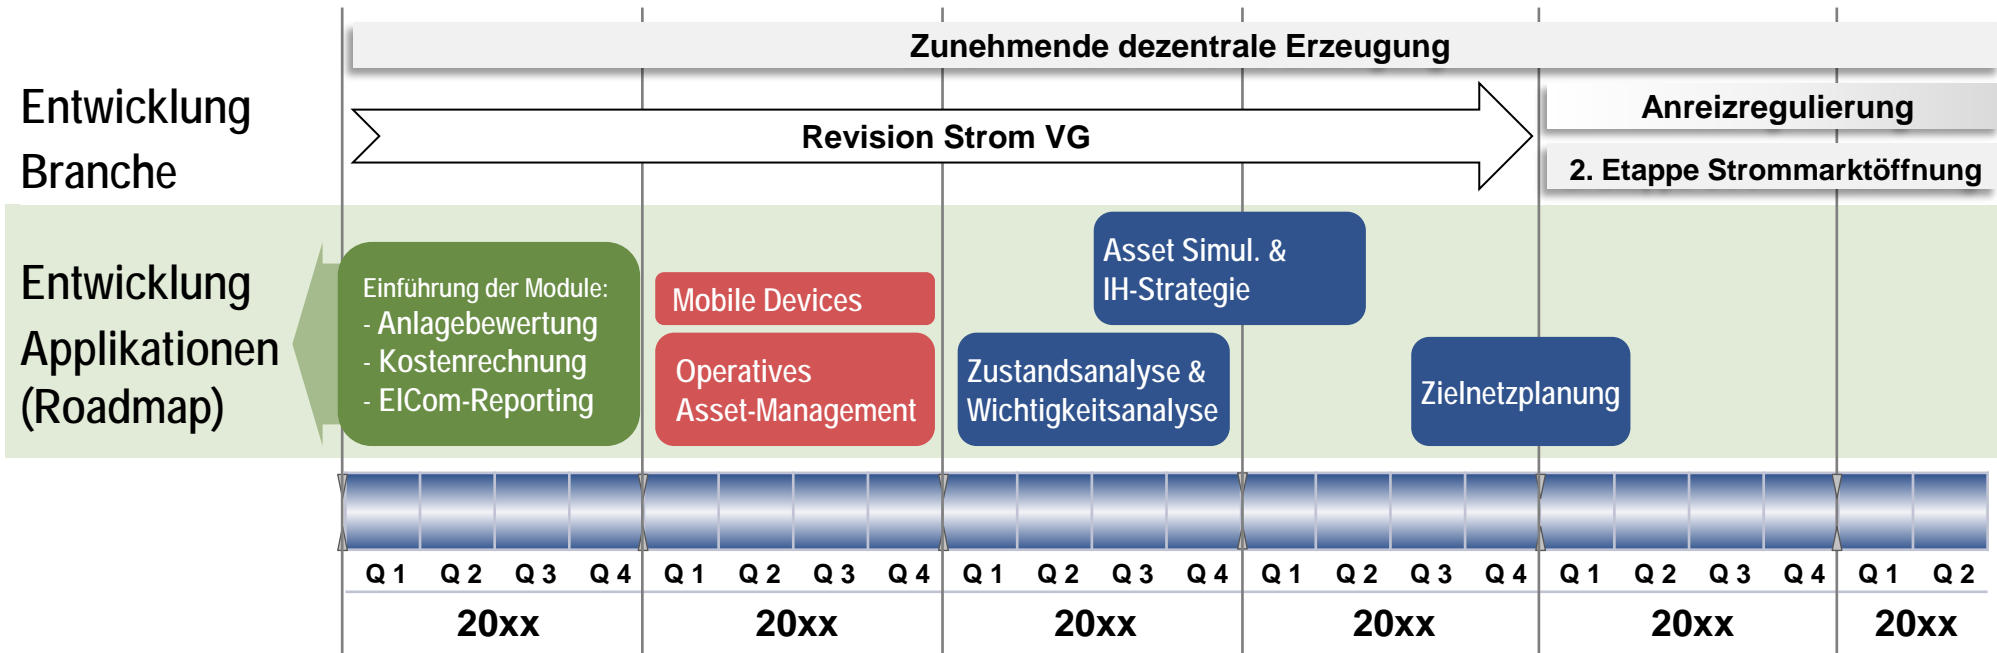 Zunehmende dezentrale Erzeugung
Entwicklung
Branche
Revision Strom VG
Anreizregulierung
2. Etappe Strommarktöffnung
Entwicklung
Applikationen
(Roadmap)
Einführung der Module:
- Anlagebewertung
- Kostenrechnung
- ElCom-Reporting
Mobile Devices
Operatives
Asset-Management
Asset Simul. &
IH-Strategie
Zustandsanalyse &
Wichtigkeitsanalyse
Zielnetzplanung
Q 1 Q 2 Q 3 Q 4 Q 1 Q 2 Q 3 Q 4 Q 1 Q 2 Q 3 Q 4 Q 1 Q 2 Q 3 Q 4 Q 1 Q 2 Q 3 Q 4 Q 1 Q 2
20xx 20xx 20xx 20xx 20xx 20xx